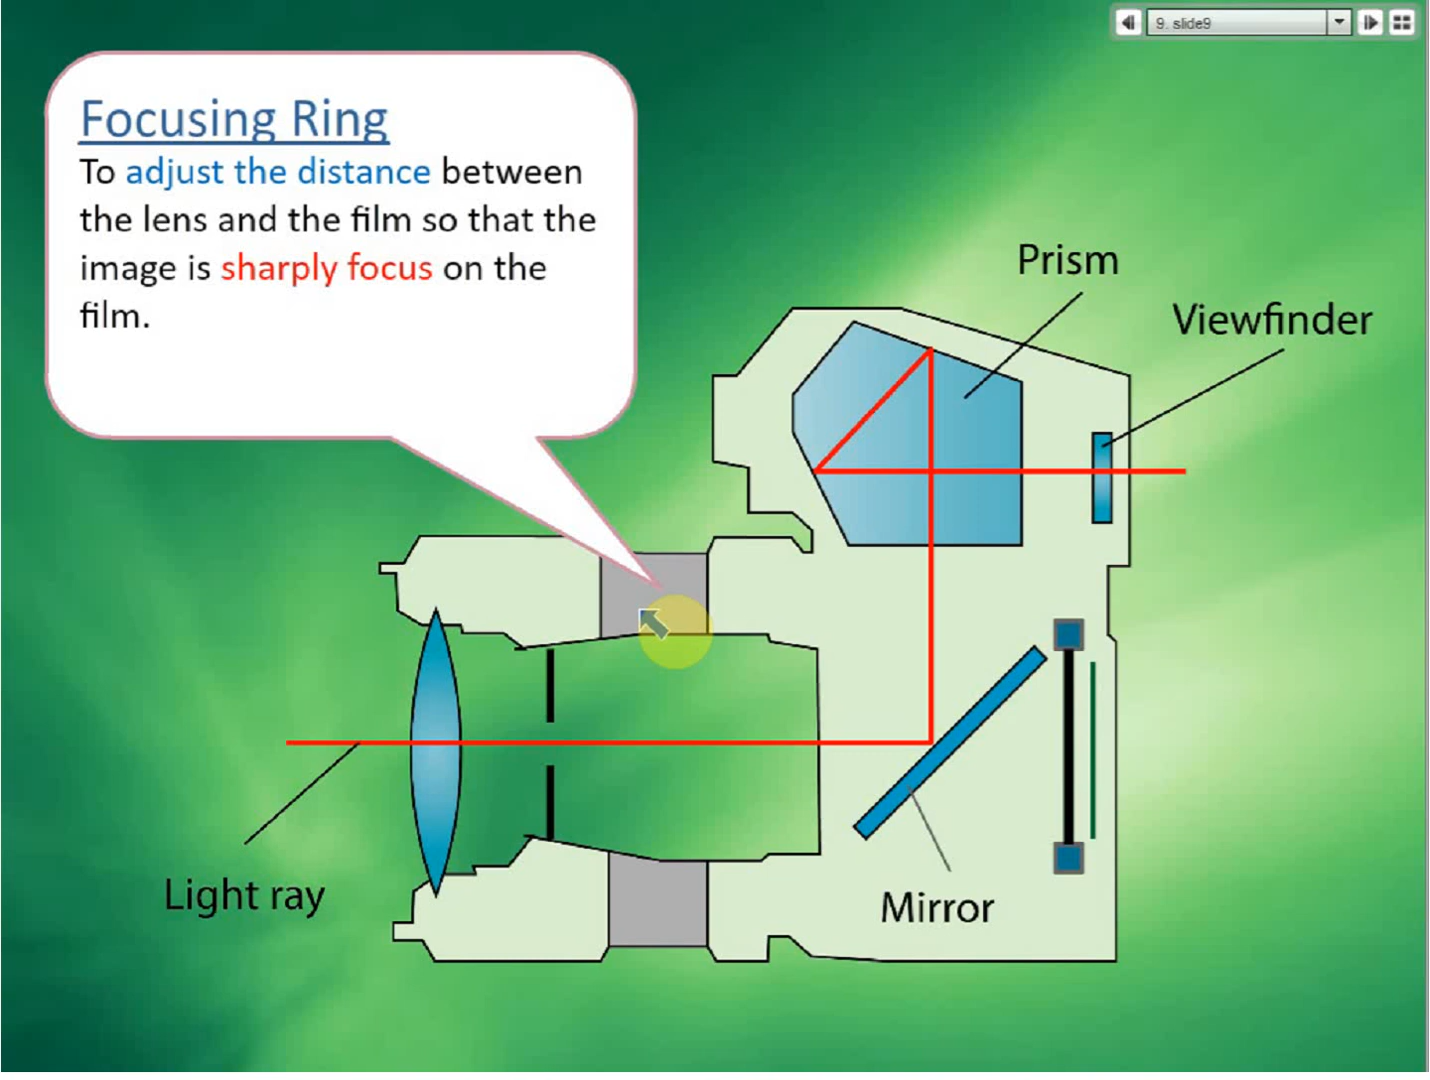 9. slide9
Focusing Ring
To adjust the distance between
the lens and the film so that the
image is sharply focus on the
film.
Prism
Viewfinder
Light ray
Mirror